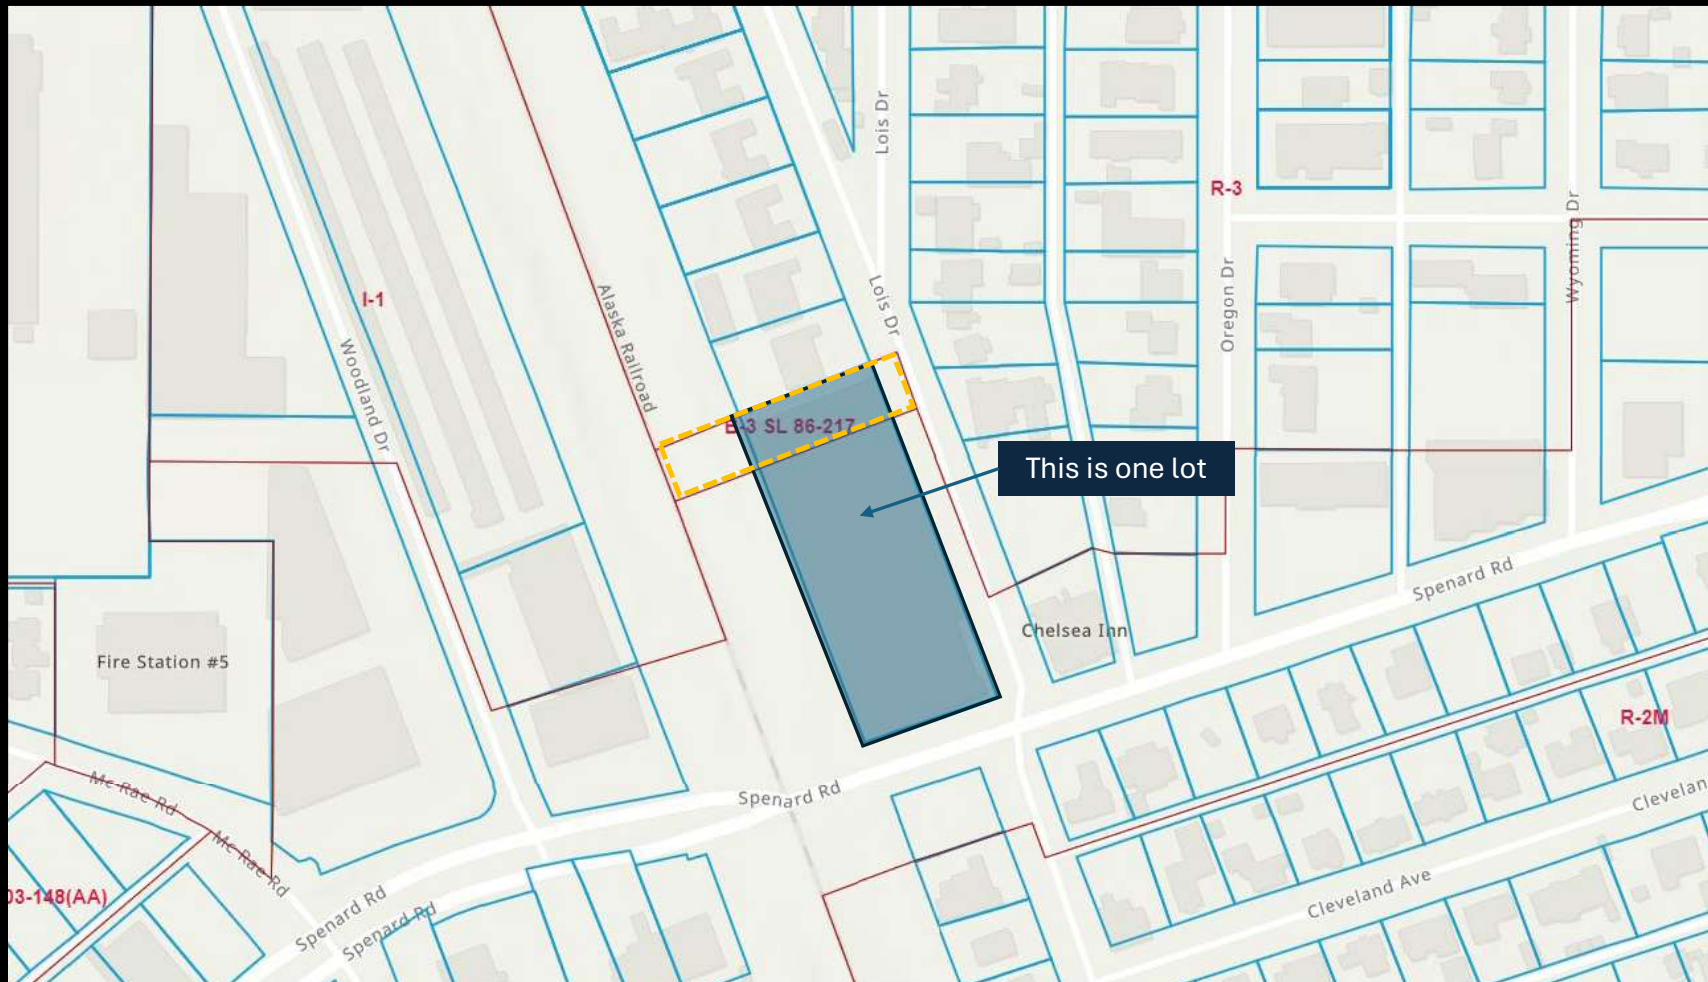 Lois Dr
R-3
Wyoming Dr
Oregon Dr
I-1
Alaska Railroad
Lois Dr
Woodland Dr
B-3 SL 86-217
This is one lot
Spenard Rd
Chelsea Inn
Fire Station #5
R-2M
Mc Rae Rd
Spenard Rd
Clevelan
Mc Rae Rd
03-148(AA)
Spenard Rd
Spenard Rd
Cleveland Ave